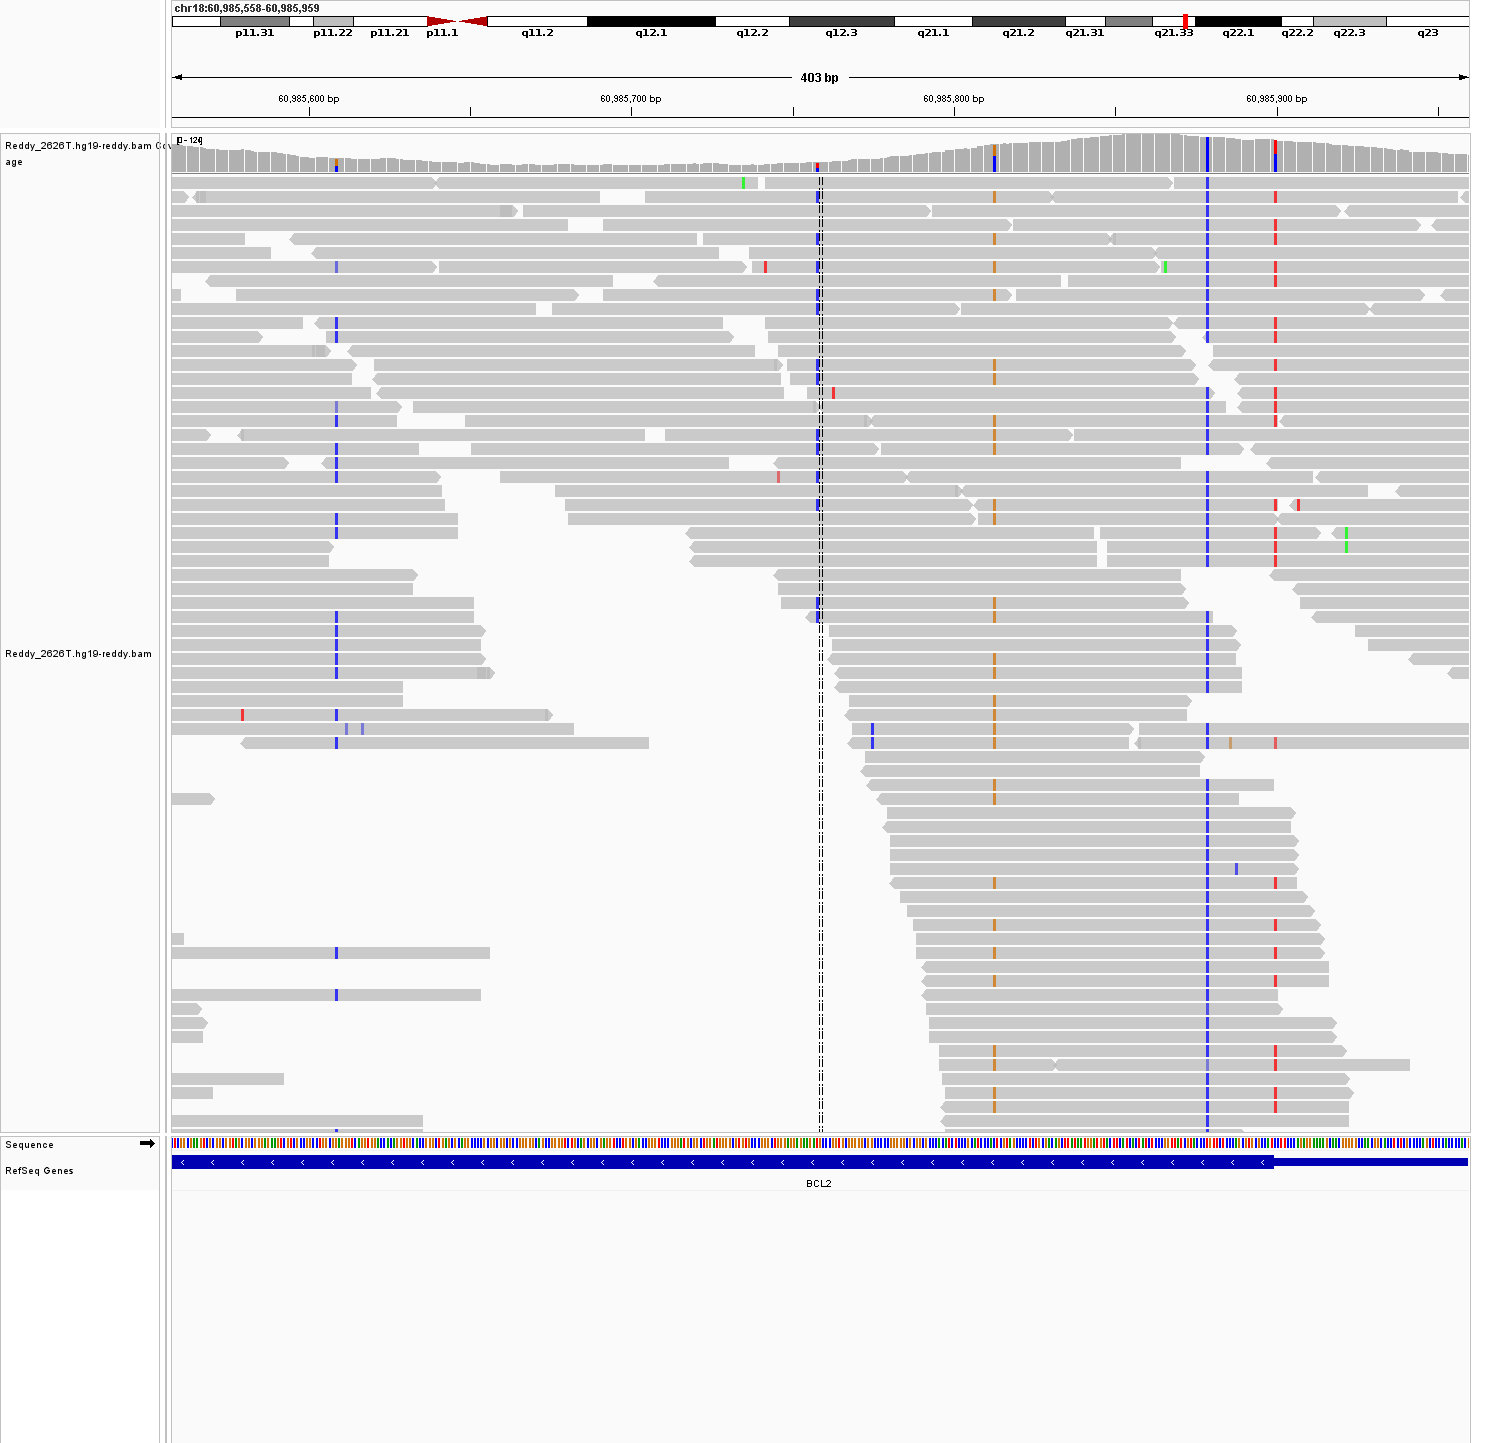 chr18:60,985,558-60,985,959
p11.31 p11.22 p11.21 p11.1 q11.2 q12.1 q12.2 q12.3 q21.1 q21.2 q21.31 q21.33 q22.1 q22.2 q22.3 q23
403 bp
60,985,600 bp 60,985,700 bp 60,985,800 bp 60,985,900 bp
[0 - 124]
Reddy_2626T.hg19-reddy.bam Cov
age
Reddy_2626T.hg19-reddy.bam
Sequence
RefSeq Genes
BCL2